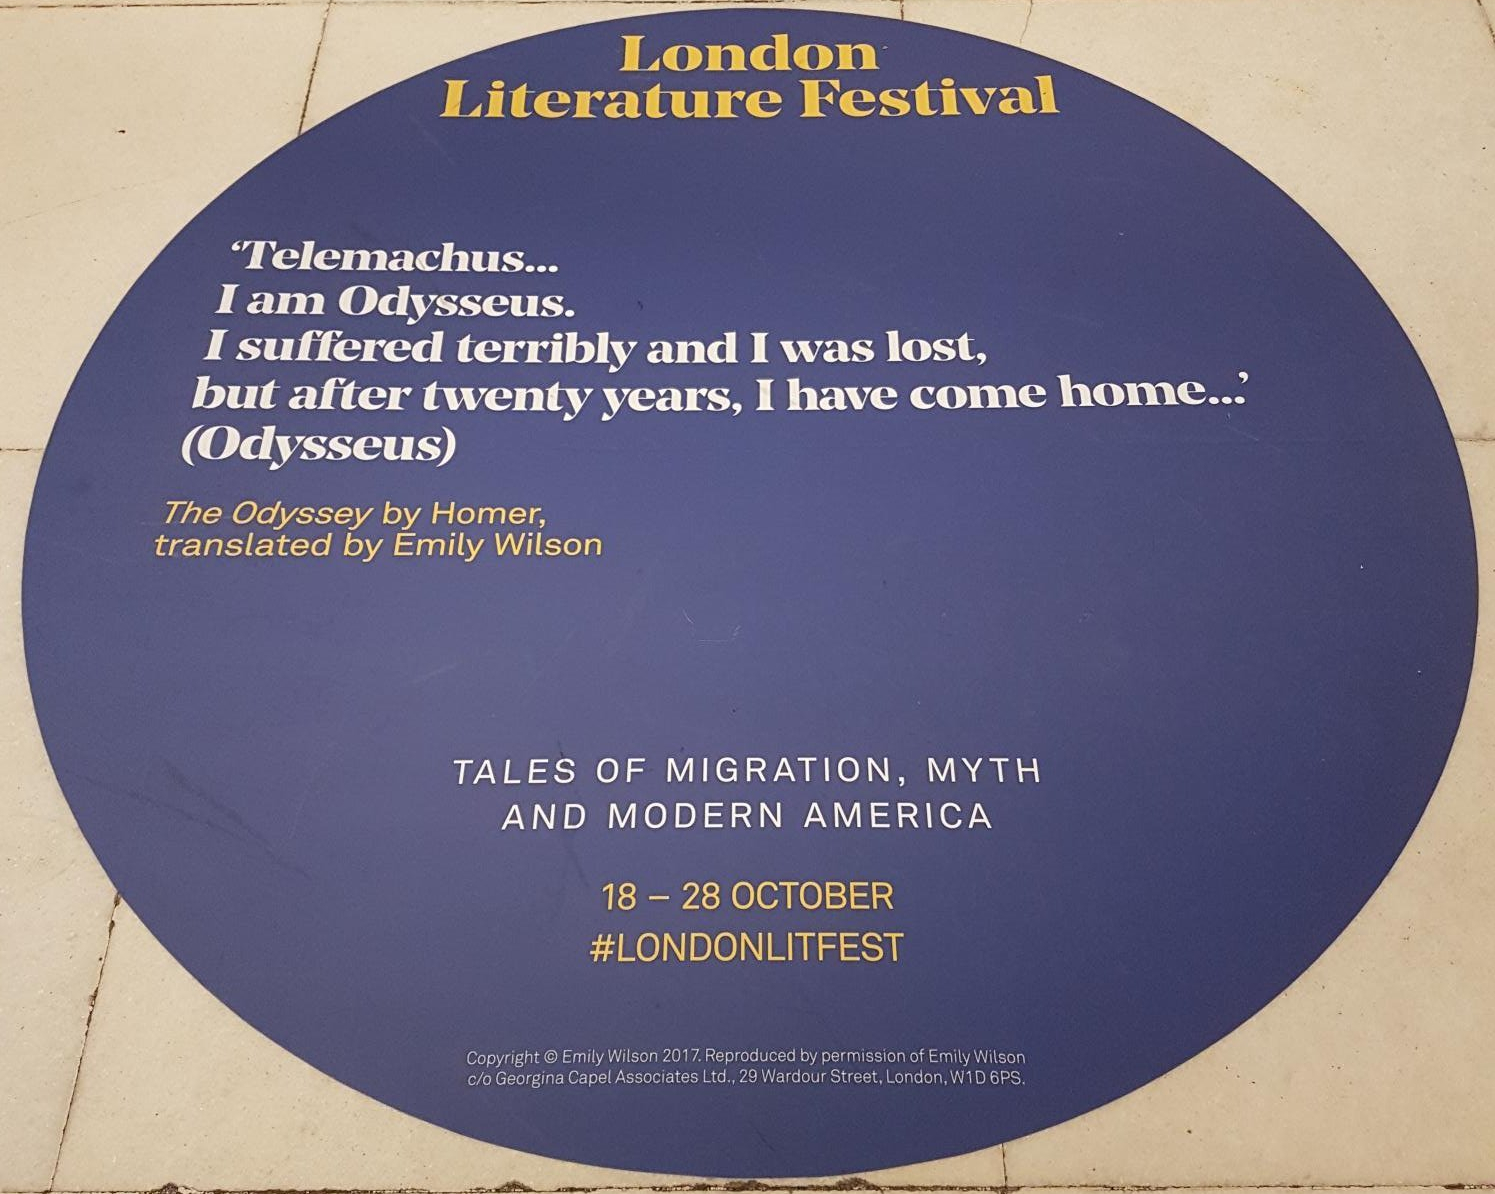 London
Literature Festival
‘Telemachus...
I am Odysseus.
I suffered terribly and I was lost,
but after twenty years, I have come home...’
(Odysseus)
The Odyssey by Homer,
translated by Emily Wilson
TALES OF MIGRATION, MYTH
AND MODERN AMERICA
18 – 28 OCTOBER
#LONDONLITFEST
Copyright © Emily Wilson 2017. Reproduced by permission of Emily Wilson
c/o Georgina Capel Associates Ltd., 29 Wardour Street, London, W1D 6PS.